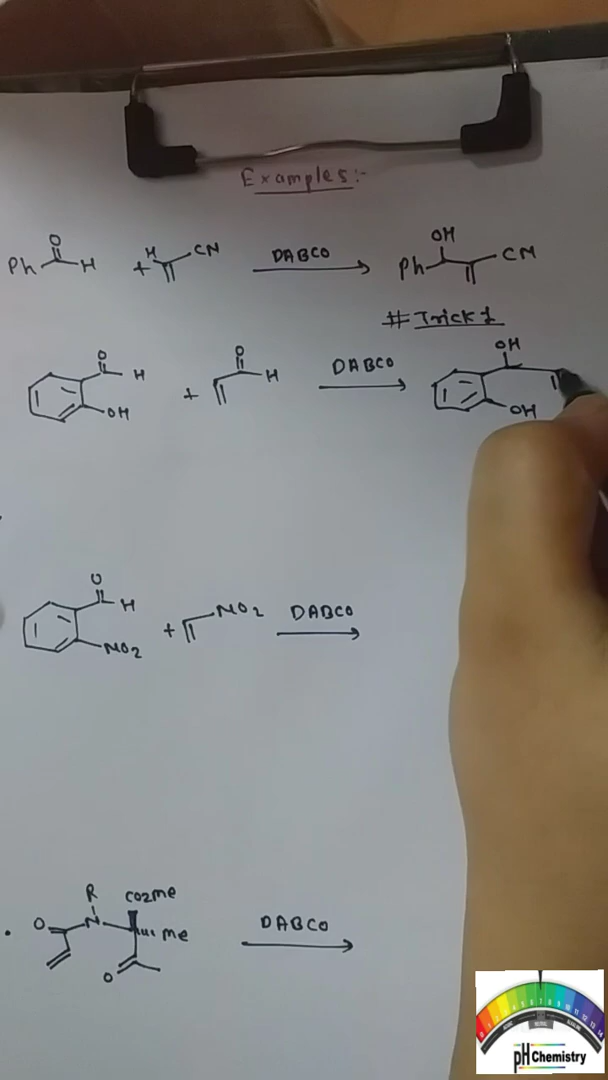 Examples:-
Ph O H + H CN DABCO Ph OH CN
# Trick 1
O H OH + O H DABCO OH OH
O H NO2 + NO2 DABCO
O R N CO2Me Me O DABCO
pH Chemistry